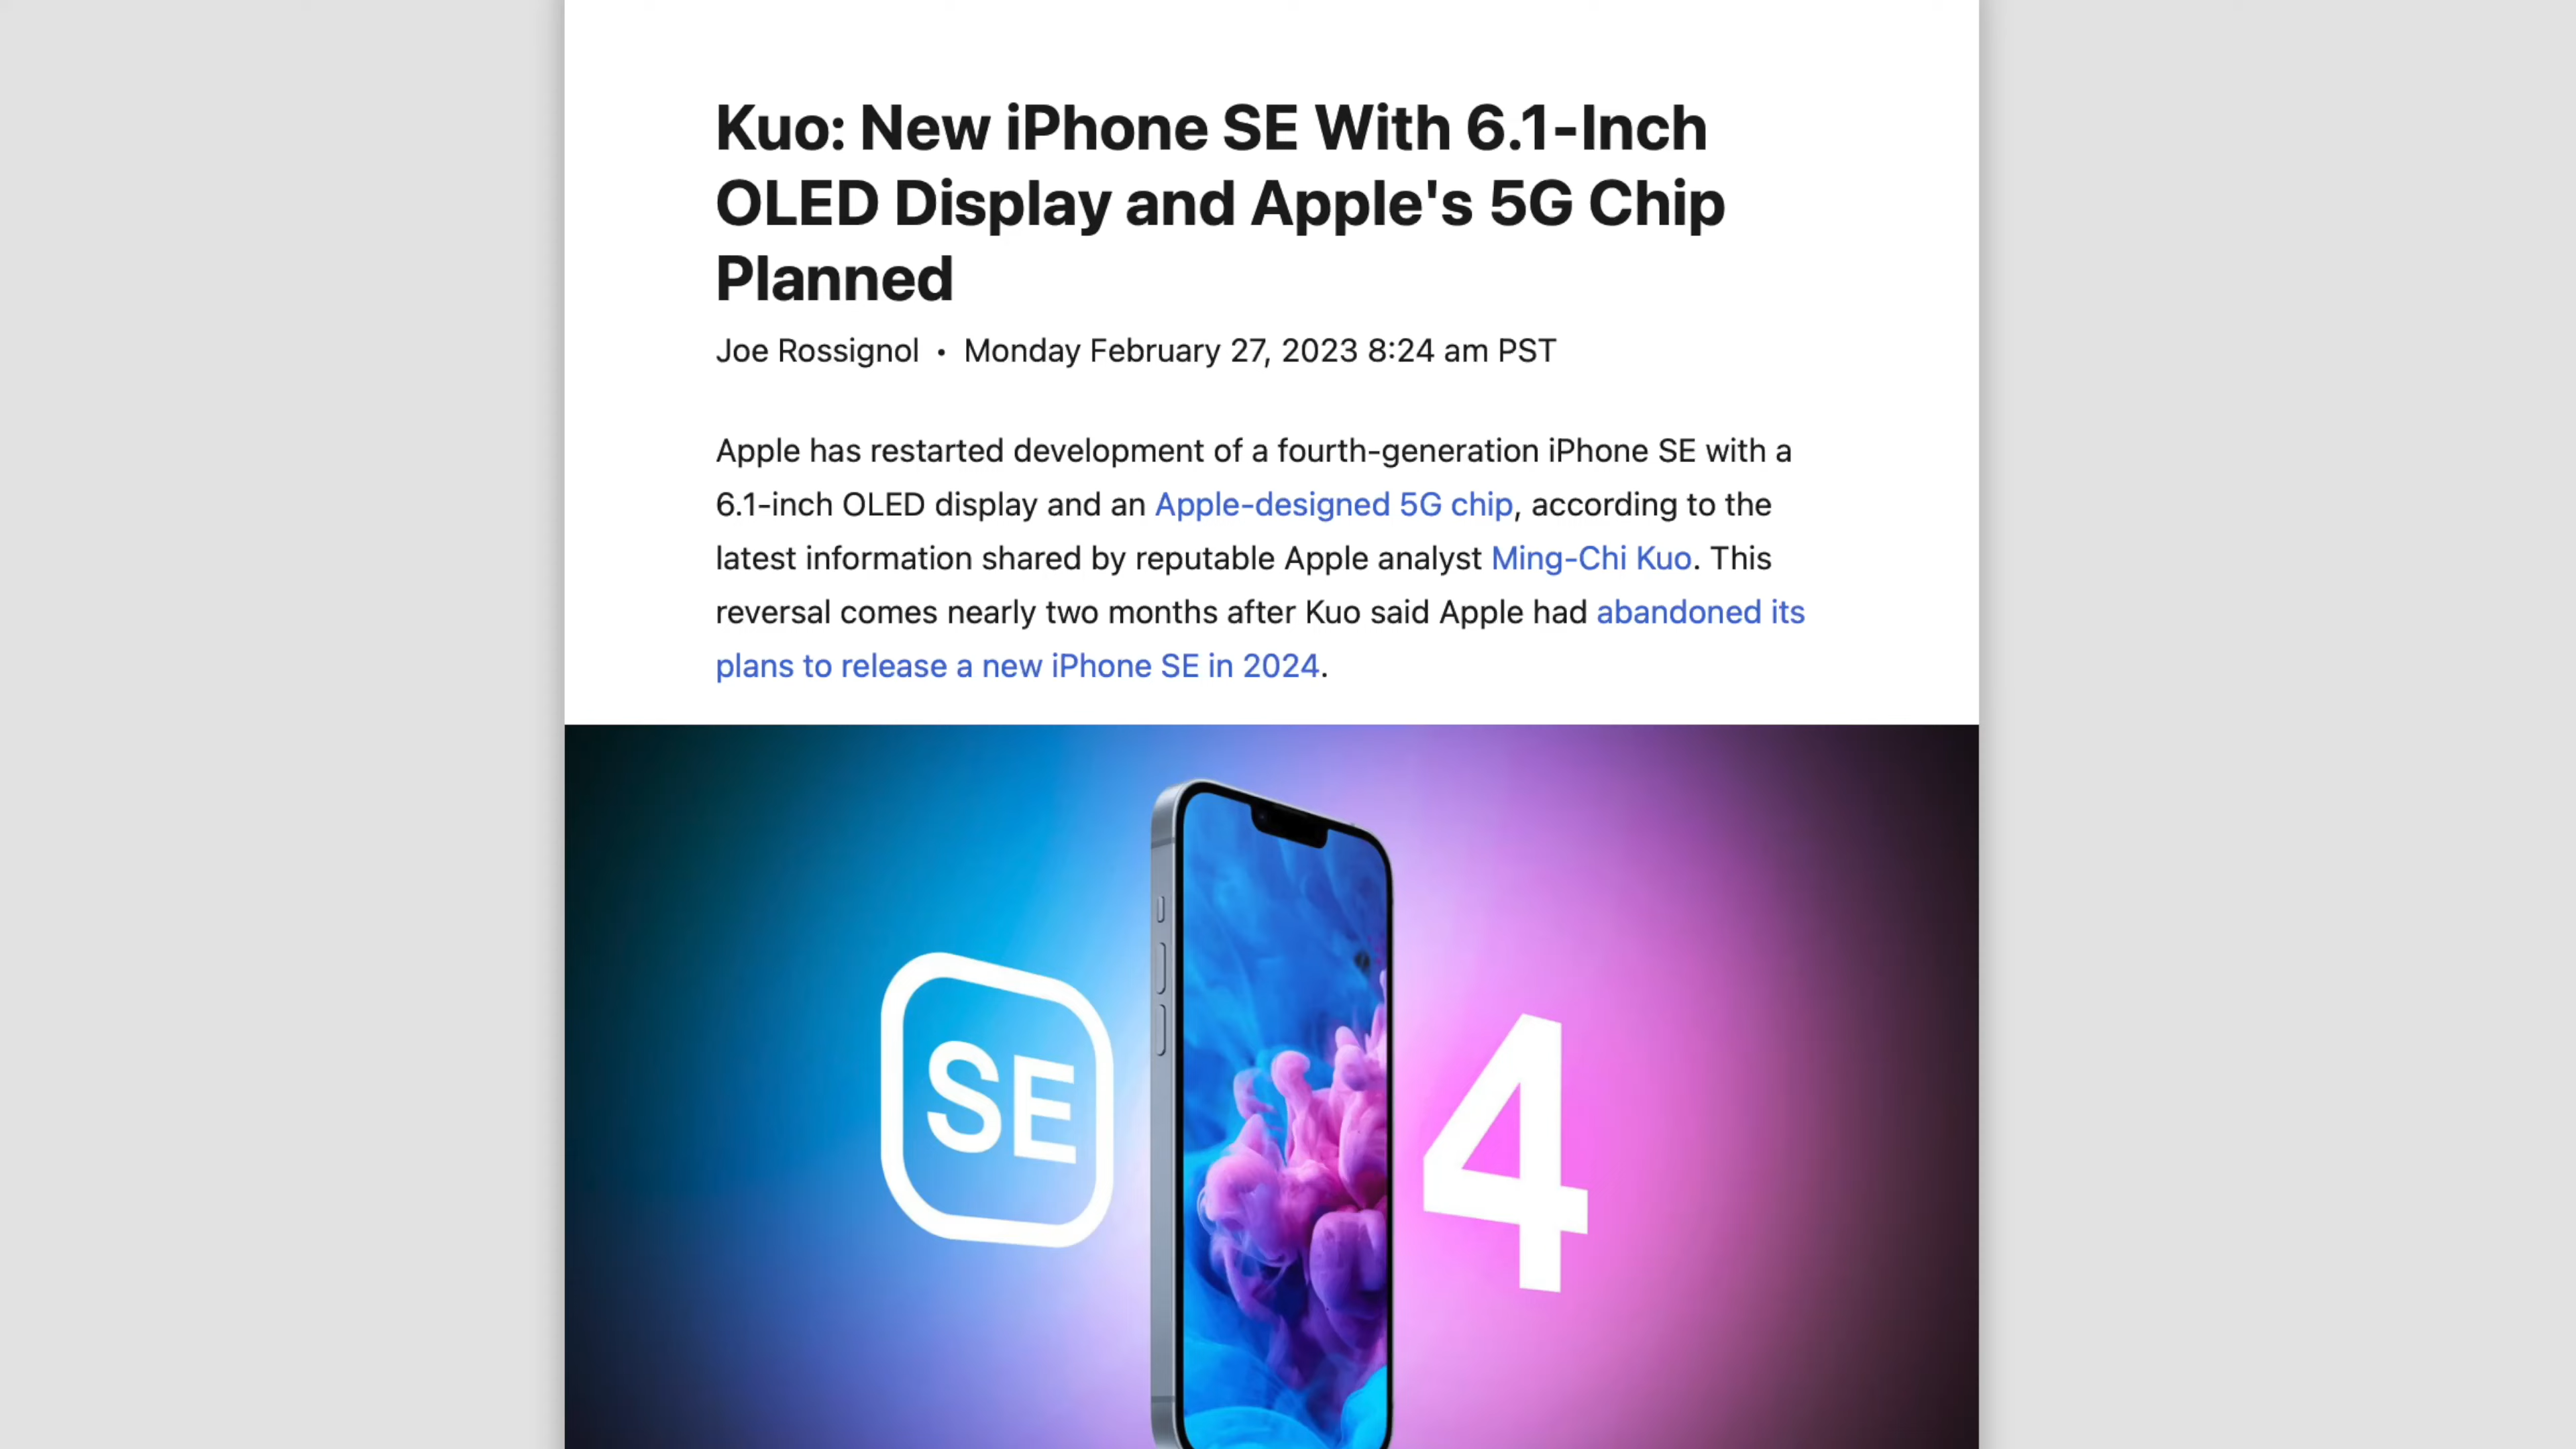 Kuo: New iPhone SE With 6.1-Inch
OLED Display and Apple's 5G Chip
Planned
Joe Rossignol • Monday February 27, 2023 8:24 am PST
Apple has restarted development of a fourth-generation iPhone SE with a
6.1-inch OLED display and an Apple-designed 5G chip, according to the
latest information shared by reputable Apple analyst Ming-Chi Kuo. This
reversal comes nearly two months after Kuo said Apple had abandoned its
plans to release a new iPhone SE in 2024.
SE
4